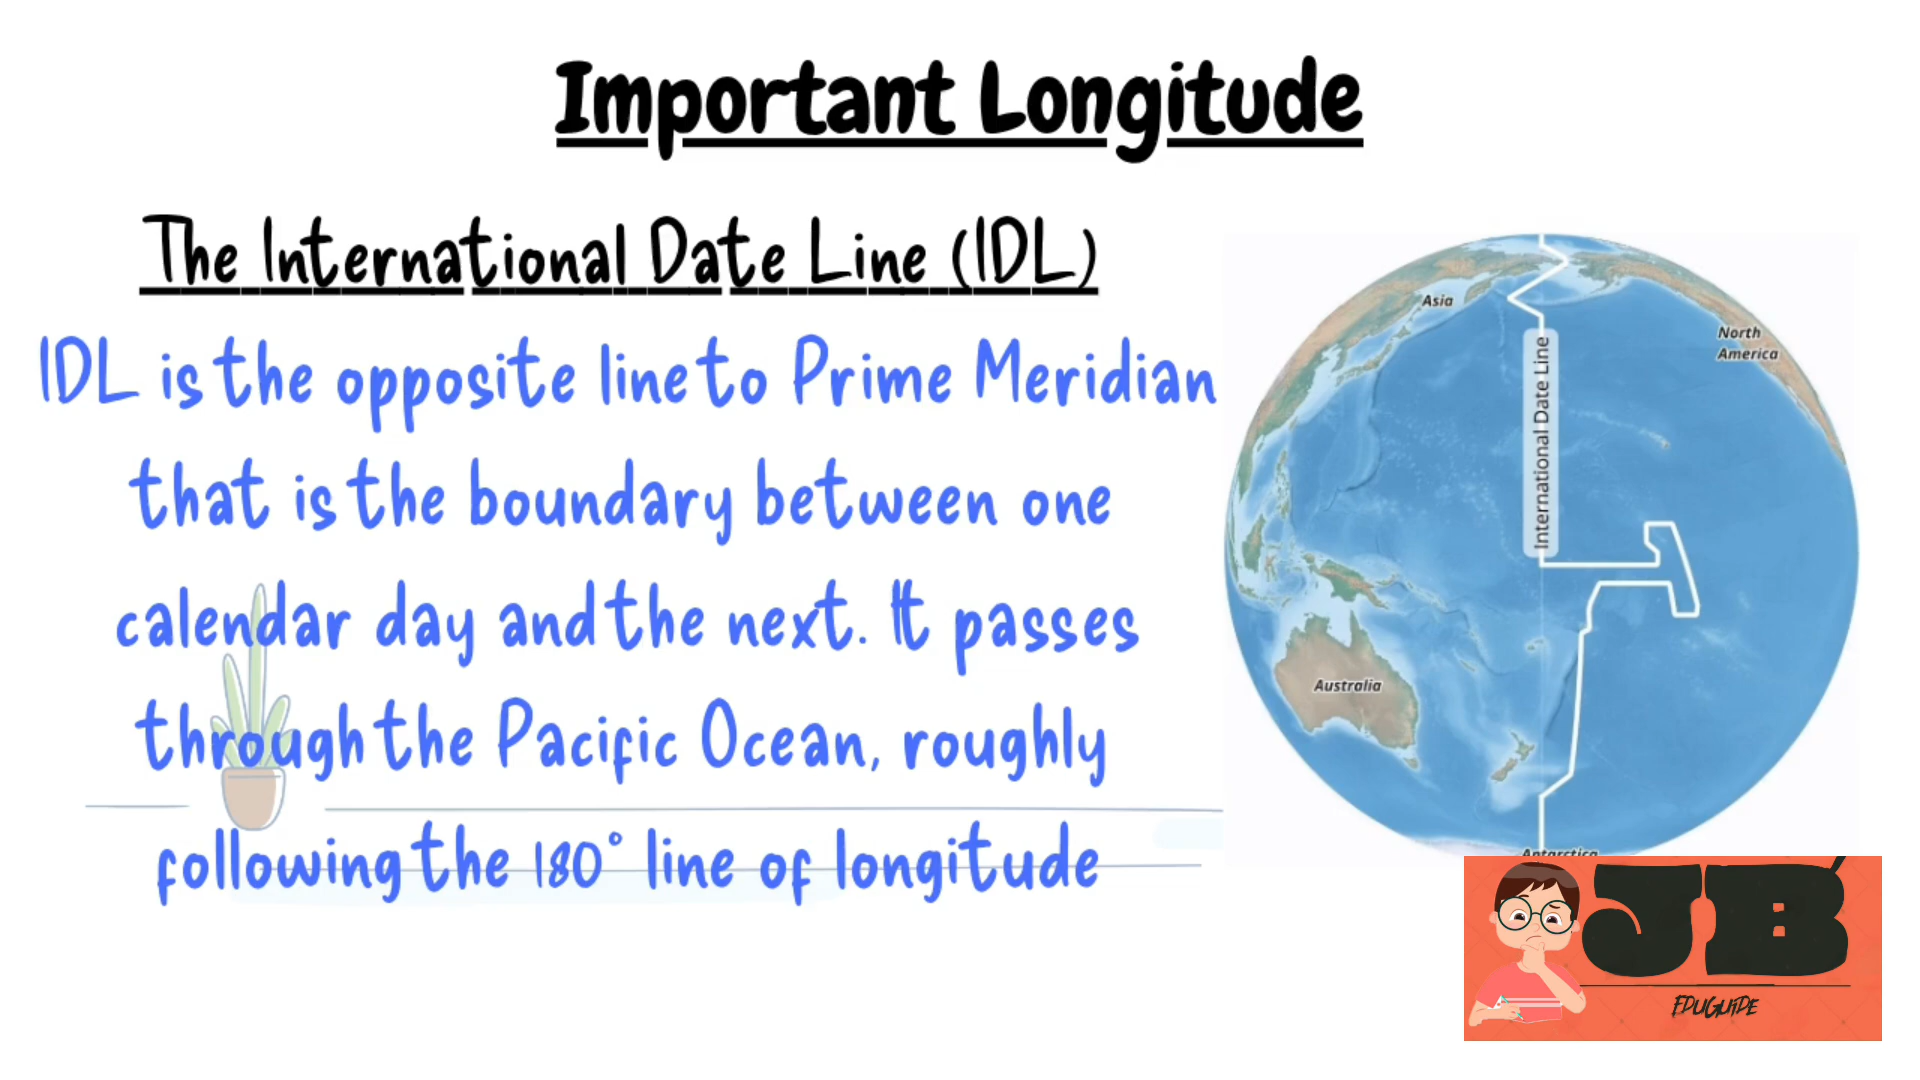 Important Longitude
The International Date Line (IDL)
IDL is the opposite line to Prime Meridian
that is the boundary between one
calendar day and the next. It passes
through the Pacific Ocean, roughly
following the 180° line of longitude
Asia
North
America
International Date Line
Australia
Antarctica
JB
EDUGUIDE